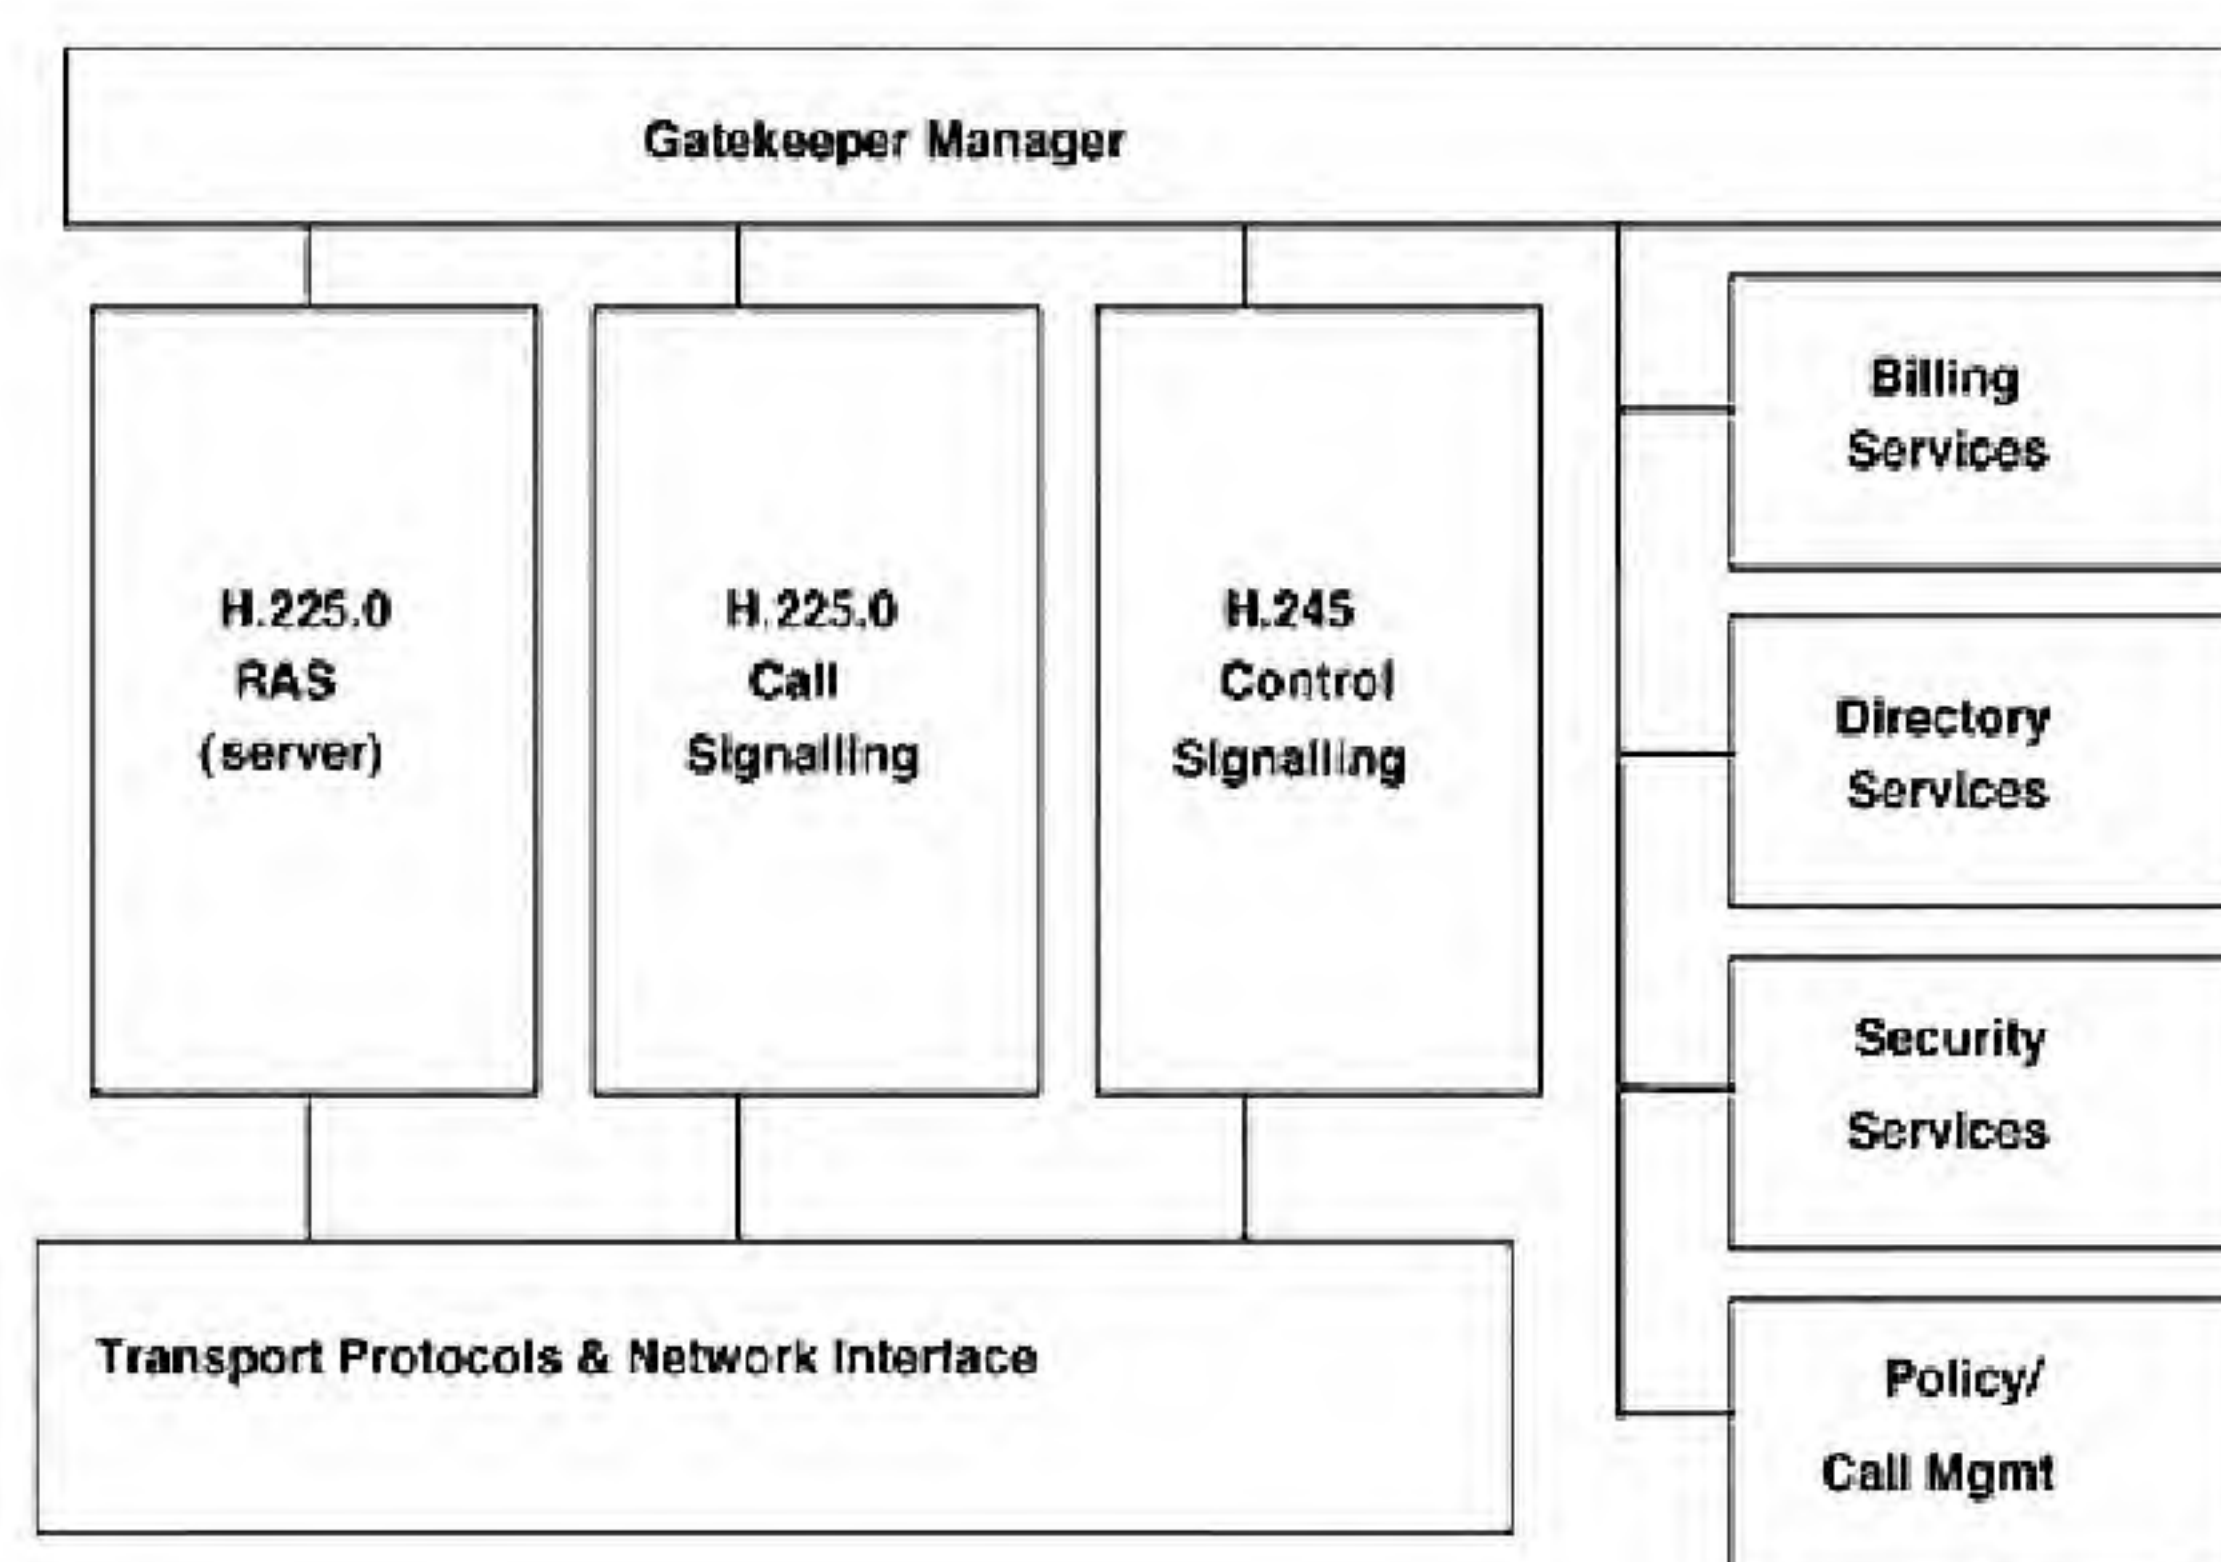 Gatekeeper Manager
H.225.0
RAS
(server)
H.225.0
Call
Signalling
H.245
Control
Signalling
Billing
Services
Directory
Services
Security
Services
Policy/
Call Mgmt
Transport Protocols & Network Interface